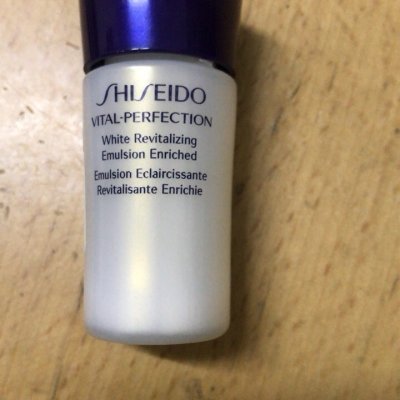 SHISEIDO
VITAL-PERFECTION
White Revitalizing
Emulsion Enriched
Emulsion Eclaircissante
Revitalisante Enrichie